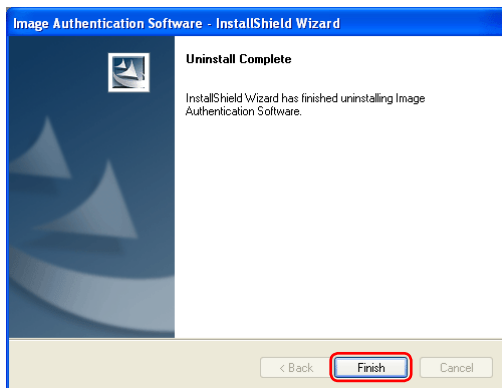 Image Authentication Software - InstallShield Wizard
Uninstall Complete
InstallShield Wizard has finished uninstalling Image
Authentication Software.
< Back
Finish
Cancel